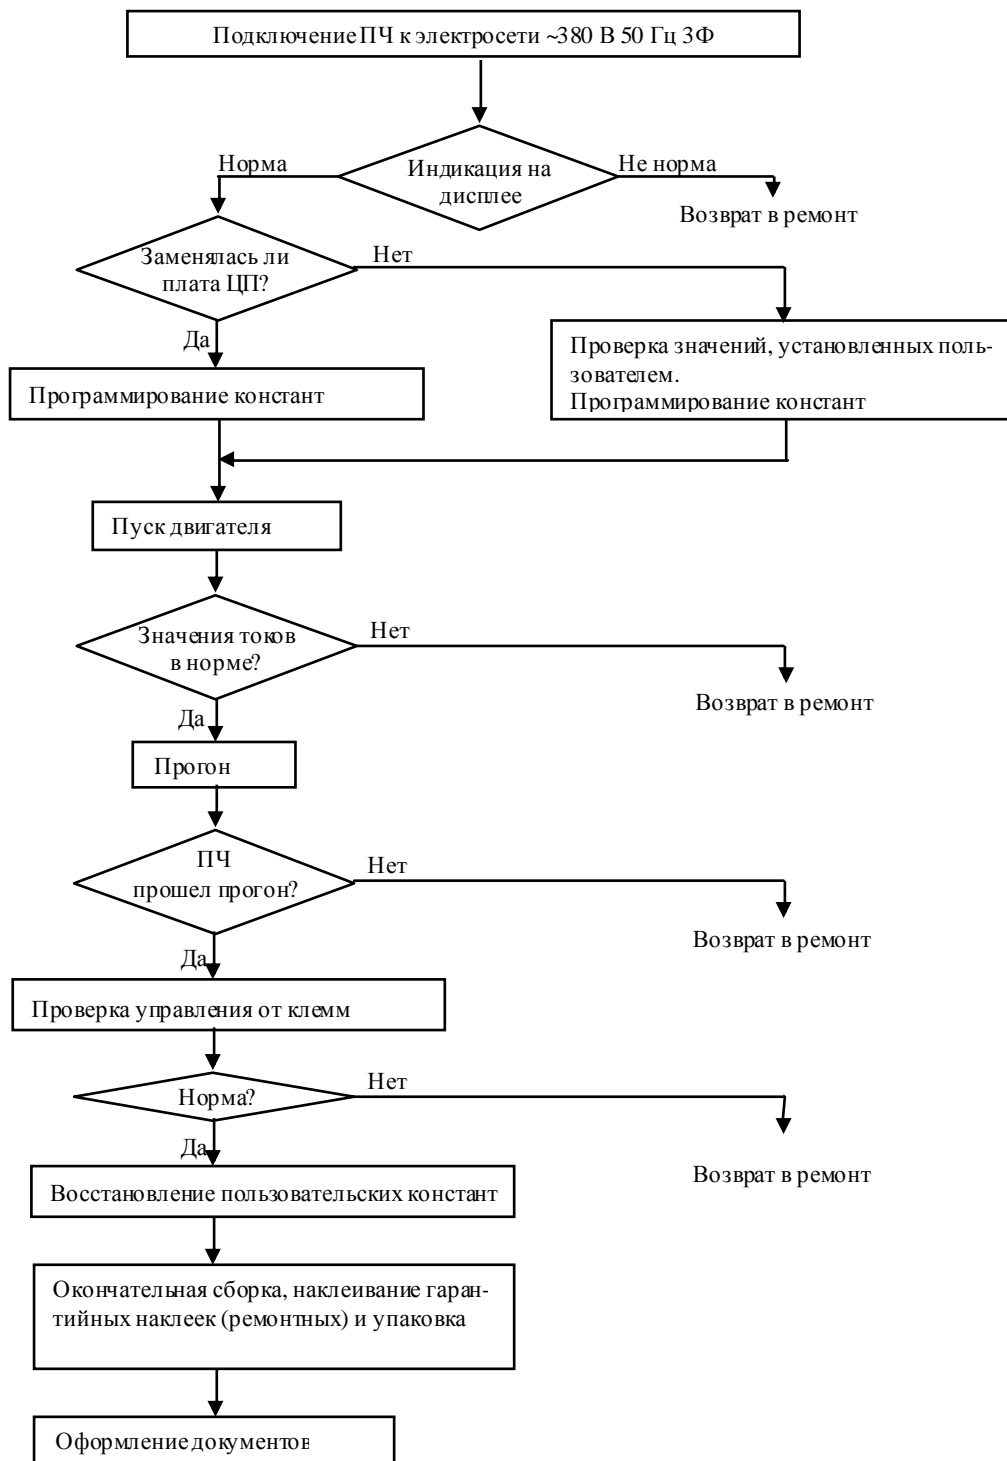 Подключение ПЧ к электросети ~380 В 50 Гц 3Ф
Индикация на
дисплее
Норма
Не норма
Возврат в ремонт
Заменялась ли
плата ЦП?
Нет
Да
Проверка значений, установленных поль-
зователем.
Программирование констант
Программирование констант
Пуск двигателя
Значения токов
в норме?
Нет
Возврат в ремонт
Да
Прогон
ПЧ
прошел прогон?
Нет
Возврат в ремонт
Да
Проверка управления от клемм
Норма?
Нет
Возврат в ремонт
Да
Восстановление пользовательских констант
Окончательная сборка, наклеивание гаран-
тийных наклеек (ремонтных) и упаковка
Оформление документов